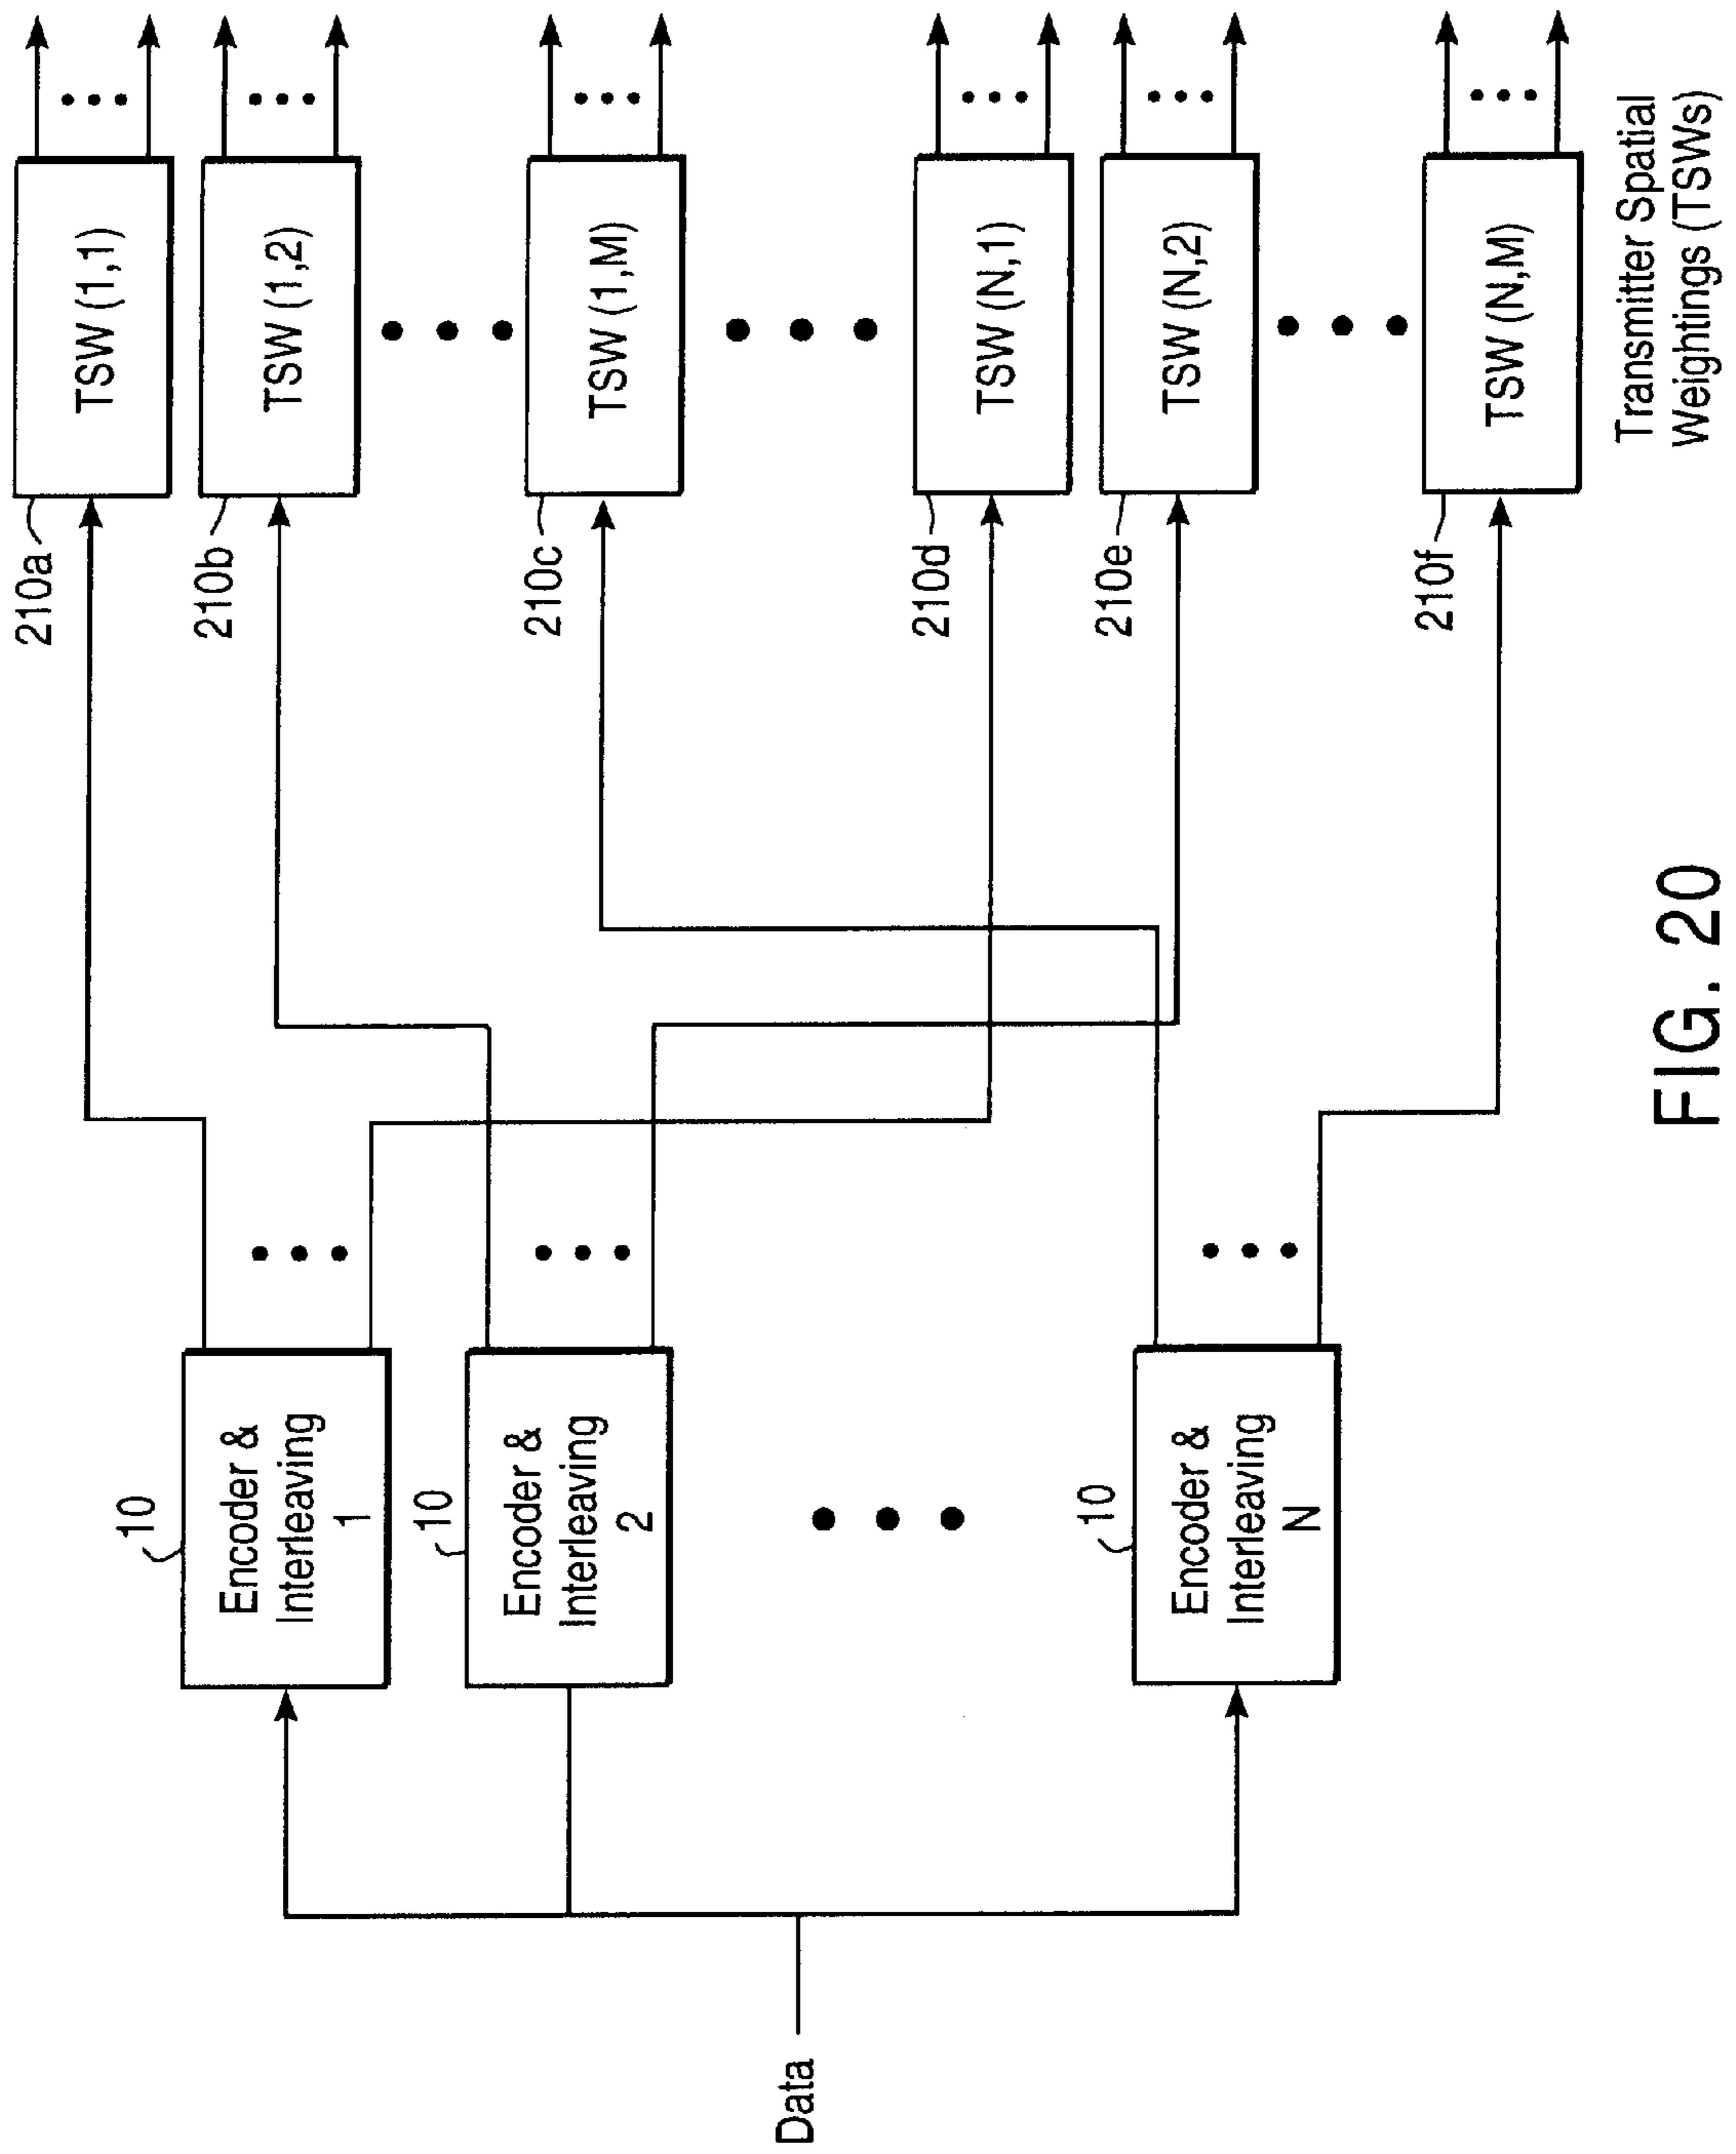 Data
10
Encoder &
Interleaving
1
10
Encoder &
Interleaving
2
10
Encoder &
Interleaving
N
210a
TSW (1,1)
210b
TSW (1,2)
210c
TSW (1,M)
210d
TSW (N,1)
210e
TSW (N,2)
210f
TSW (N,M)
Transmitter Spatial
Weightings (TSWs)
FIG. 20